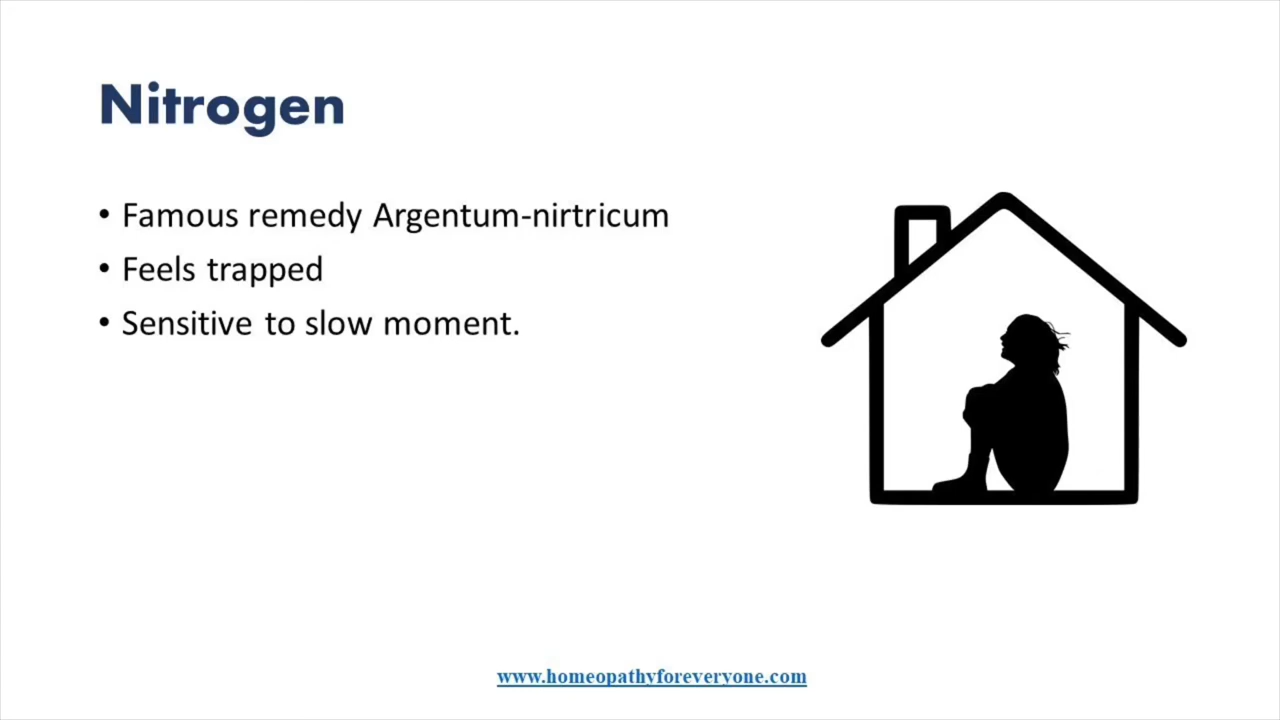 Nitrogen
• Famous remedy Argentum-nirtricum
• Feels trapped
• Sensitive to slow moment.
www.homeopathyforeveryone.com